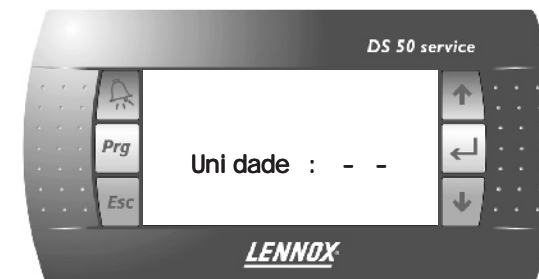 DS 50 service
Prg
Unidade : - -
Esc
LENNOX